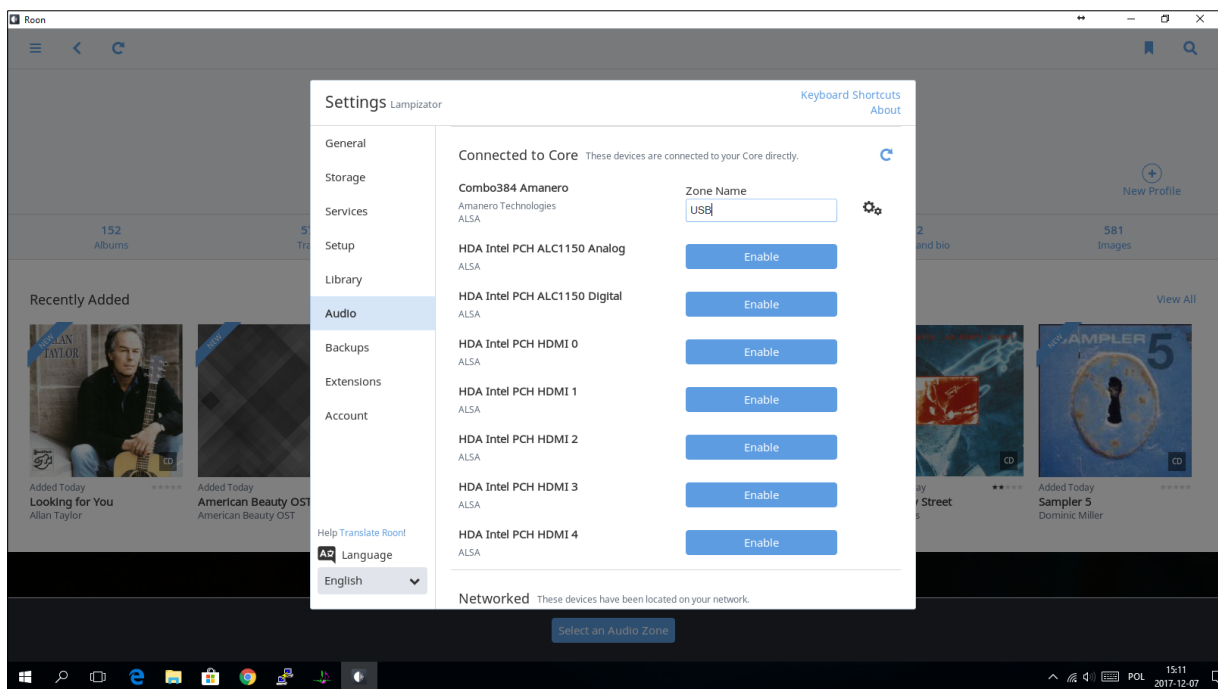 Roon
Settings Lampizator
Keyboard Shortcuts
About
General
Storage
Services
Setup
Library
Audio
Backups
Extensions
Account
Help Translate Roon!
Language
English
Connected to Core These devices are connected to your Core directly.
Combo384 Amanero
Amanero Technologies
ALSA
Zone Name
USB
HDA Intel PCH ALC1150 Analog
ALSA
Enable
HDA Intel PCH ALC1150 Digital
ALSA
Enable
HDA Intel PCH HDMI 0
ALSA
Enable
HDA Intel PCH HDMI 1
ALSA
Enable
HDA Intel PCH HDMI 2
ALSA
Enable
HDA Intel PCH HDMI 3
ALSA
Enable
HDA Intel PCH HDMI 4
ALSA
Enable
Networked These devices have been located on your network.
New Profile
152
Albums
and bio
581
Images
Recently Added
View All
NEW
TAYLOR
CD
Added Today
Looking for You
Allan Taylor
NEW
Added Today
American Beauty OST
American Beauty OST
CD
Street
NEW
SAMPLER 5
CD
Added Today
Sampler 5
Dominic Miller
Select an Audio Zone
POL
15:11
2017-12-07